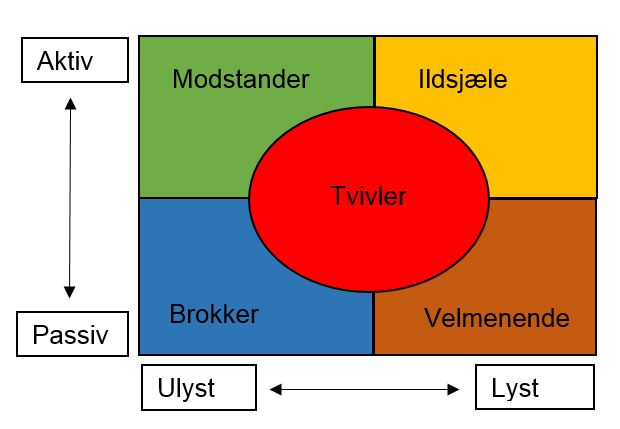 Aktiv
Modstander
Ildsjæle
Tvivler
Brokker
Velmenende
Passiv
Ulyst
Lyst